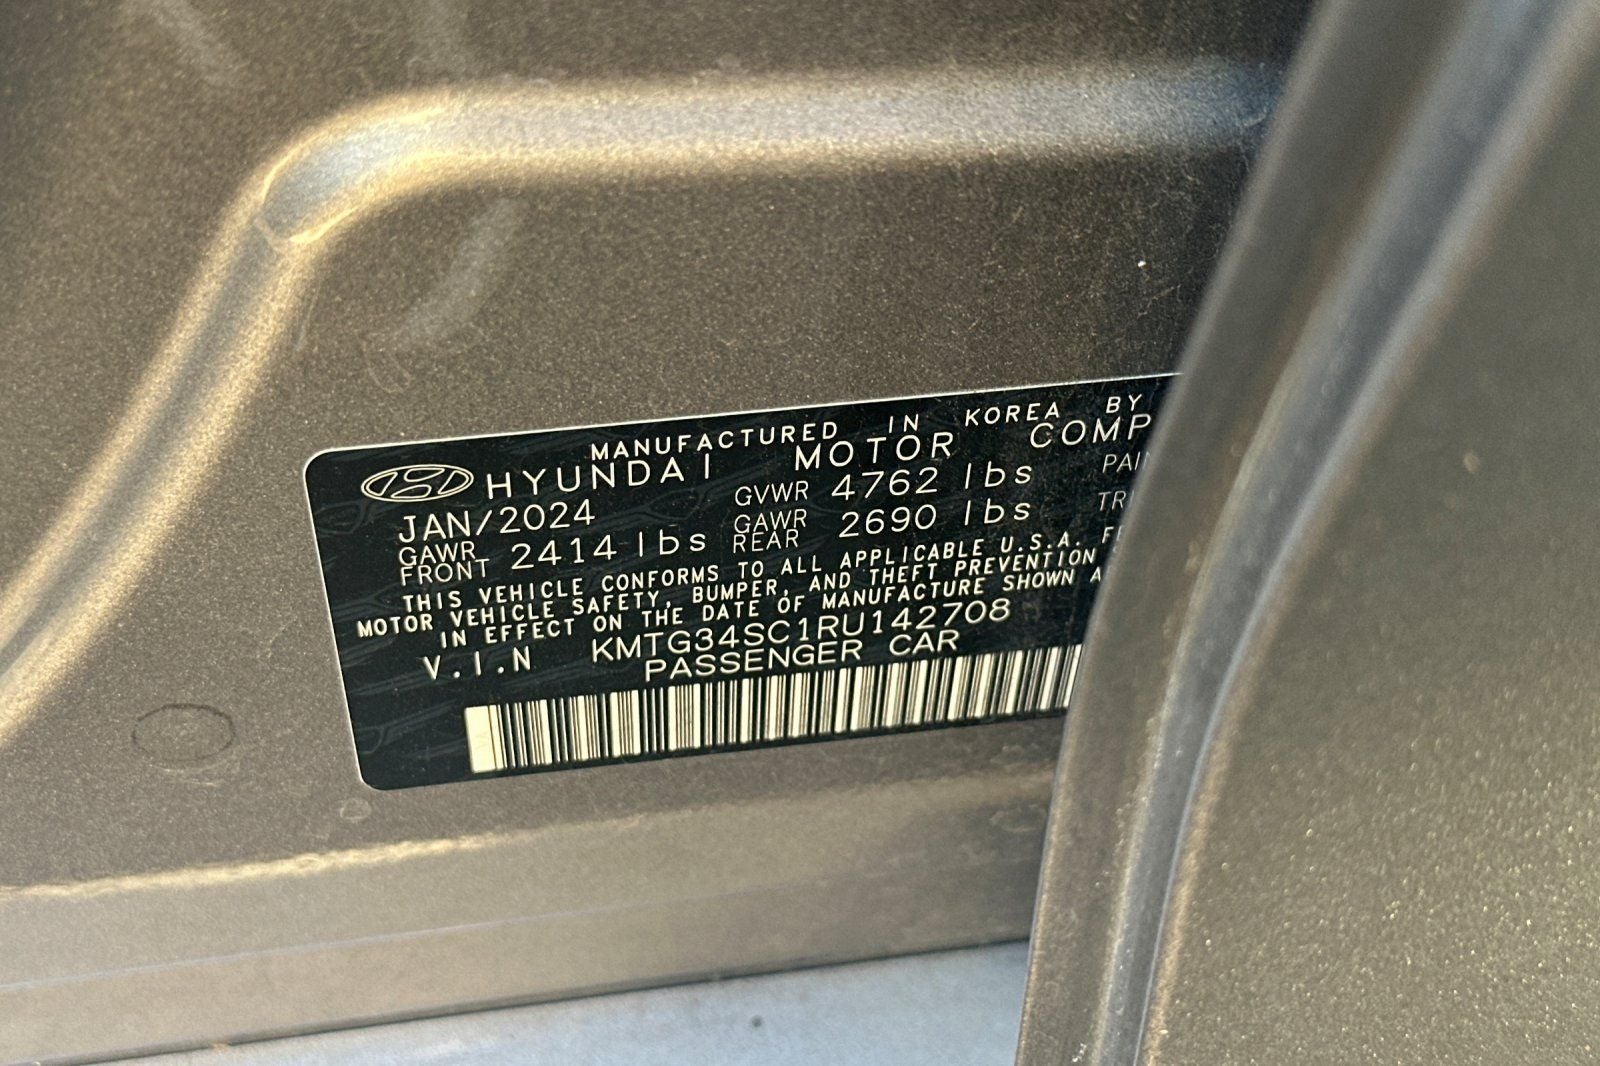 MANUFACTURED IN KOREA BY
HYUNDAI MOTOR COMP
JAN/2024 GVWR 4762 lbs PAIN
GAWR FRONT 2414 lbs GAWR REAR 2690 lbs TR
THIS VEHICLE CONFORMS TO ALL APPLICABLE U.S.A. F
MOTOR VEHICLE SAFETY, BUMPER, AND THEFT PREVENTION
IN EFFECT ON THE DATE OF MANUFACTURE SHOWN A
V.I.N KMTG34SC1RU142708
PASSENGER CAR